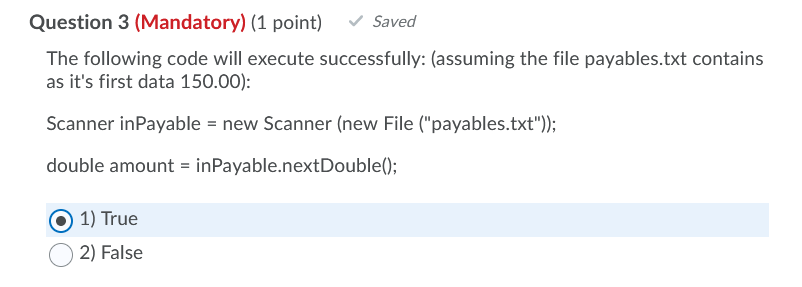 Question 3 (Mandatory) (1 point) Saved
The following code will execute successfully: (assuming the file payables.txt contains
as it's first data 150.00):
Scanner inPayable = new Scanner (new File ("payables.txt"));
double amount = inPayable.nextDouble();
1) True
2) False